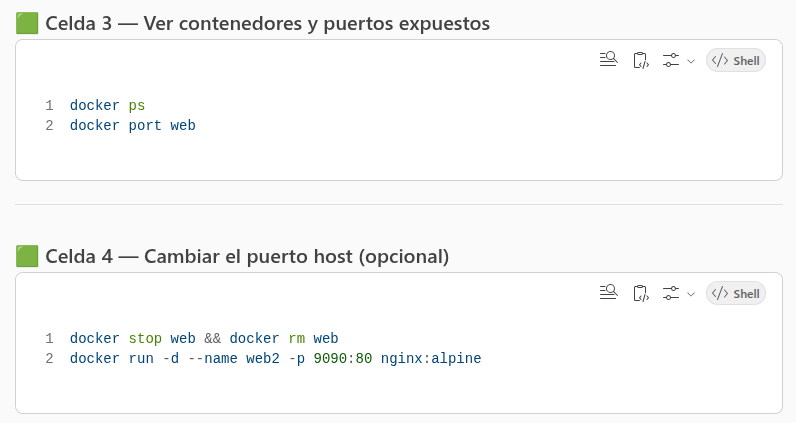 Celda 3 — Ver contenedores y puertos expuestos
</> Shell
1 docker ps
2 docker port web
Celda 4 — Cambiar el puerto host (opcional)
</> Shell
1 docker stop web && docker rm web
2 docker run -d --name web2 -p 9090:80 nginx:alpine